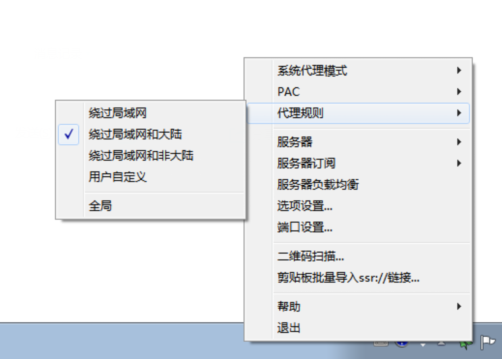 系统代理模式
PAC
代理规则
绕过局域网
绕过局域网和大陆
绕过局域网和非大陆
用户自定义
全局
服务器
服务器订阅
服务器负载均衡
选项设置...
端口设置...
二维码扫描...
剪贴板批量导入ssr://链接...
帮助
退出